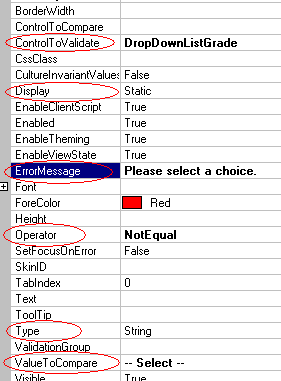 BorderWidth
ControlToCompare
ControlToValidate DropDownListGrade
CssClass
CultureInvariantValues False
Display Static
EnableClientScript True
Enabled True
EnableTheming True
EnableViewState True
ErrorMessage Please select a choice.
Font
ForeColor Red
Height
Operator NotEqual
SetFocusOnError False
SkinID
TabIndex 0
Text
ToolTip
Type String
ValidationGroup
ValueToCompare -- Select --
Visible True